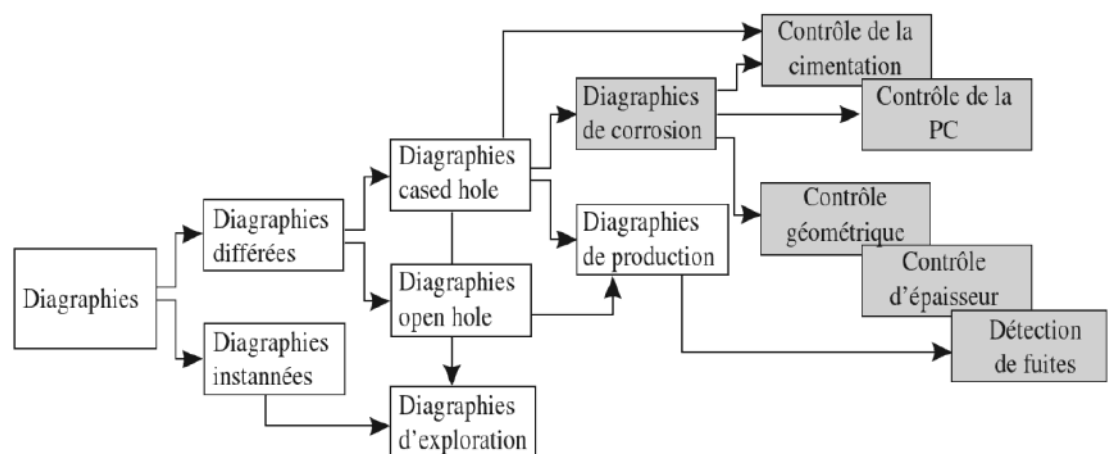 Diagraphies
Diagraphies
différées
Diagraphies
instannées
Diagraphies
cased hole
Diagraphies
open hole
Diagraphies
d'exploration
Diagraphies
de corrosion
Diagraphies
de production
Contrôle de la
cimentation
Contrôle de la
PC
Contrôle
géométrique
Contrôle
d'épaisseur
Détection
de fuites